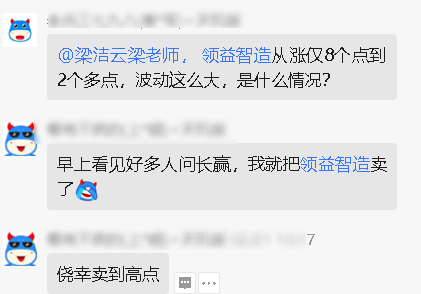 @梁洁云梁老师，领益智造从涨仅8个点到
2个多点，波动这么大，是什么情况?
早上看见好多人问长赢，我就把领益智造卖
了
7
侥幸卖到高点